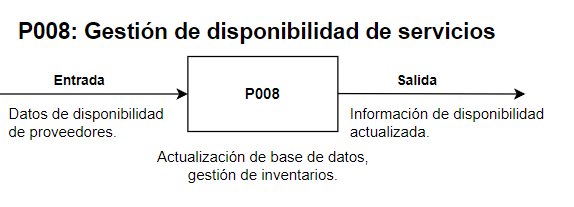 P008: Gestión de disponibilidad de servicios
Entrada
Salida
P008
Datos de disponibilidad
de proveedores.
Información de disponibilidad
actualizada.
Actualización de base de datos,
gestión de inventarios.